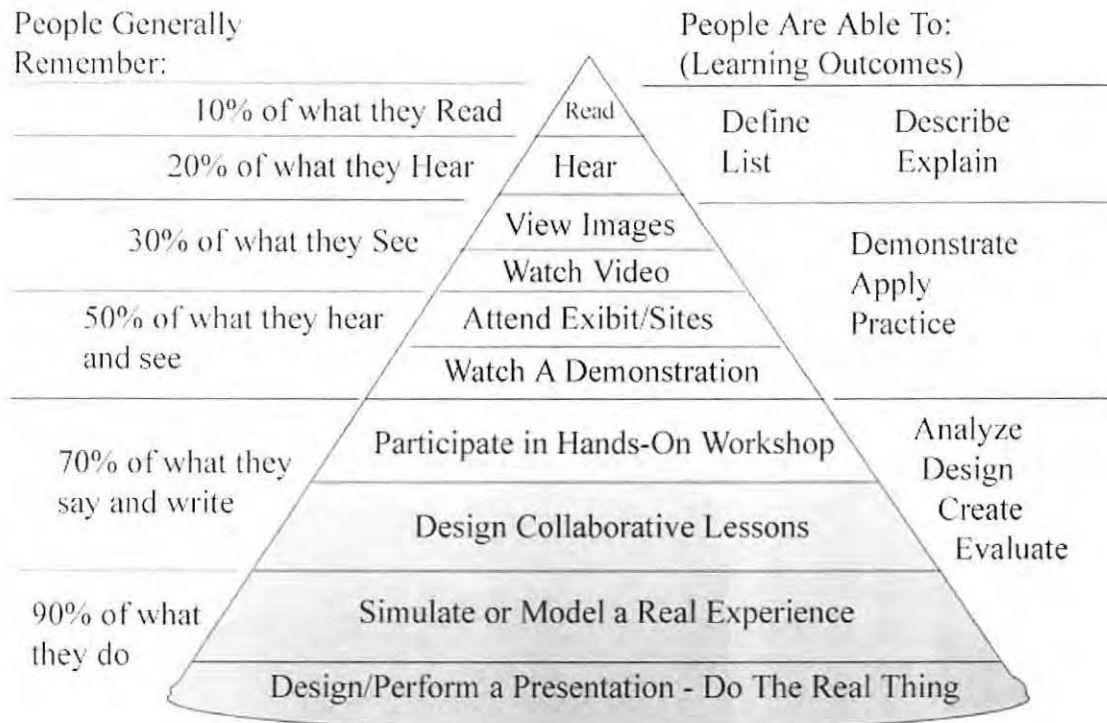 People Generally
Remember:
People Are Able To:
(Learning Outcomes)
10% of what they Read
Read
Define
Describe
List
Explain
20% of what they Hear
Hear
30% of what they See
View Images
Watch Video
Demonstrate
Apply
Practice
50% of what they hear
and see
Attend Exibit/Sites
Watch A Demonstration
70% of what they
say and write
Participate in Hands-On Workshop
Design Collaborative Lessons
Analyze
Design
Create
Evaluate
90% of what
they do
Simulate or Model a Real Experience
Design/Perform a Presentation - Do The Real Thing